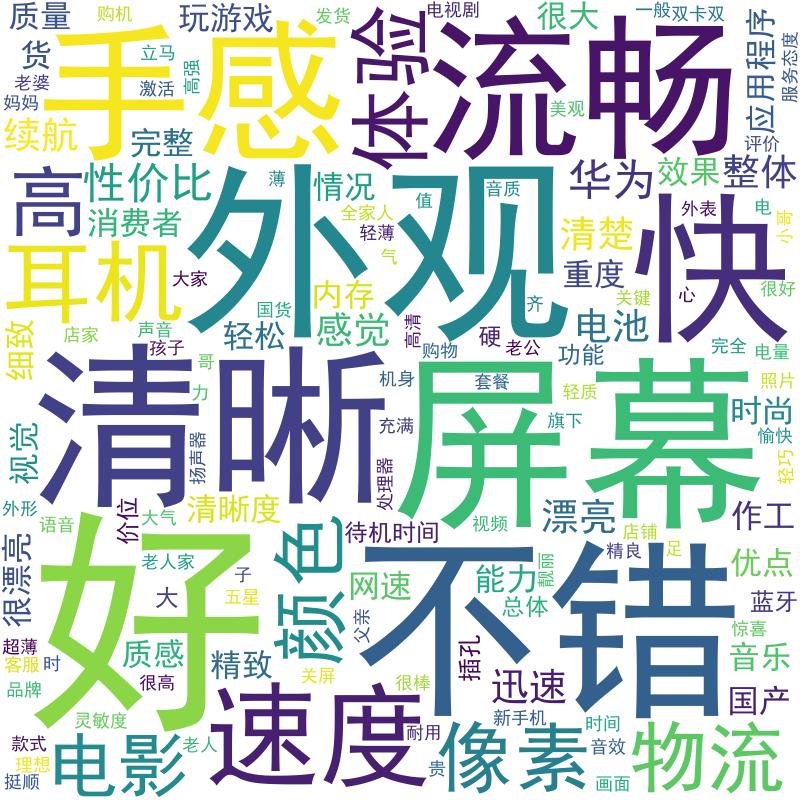 质量
购机
玩游戏
发货
电视剧
很大
一般
双卡双
货
立马
高强
手感
体验
流畅
应用程序
服务态度
老婆
激活
妈妈
美观
续航
完整
评价
高
性价比
薄
情况
外观
音质
华为
效果
整体
消费者
全家人
值
外表
电
小哥
轻薄
清楚
快
耳机
气
大家
内存
重度
心
很好
国货
齐
关键
细致
店家
声音
轻松
感觉
高清
硬
电池
孩子
哥
购物
老公
功能
完全
电量
清晰
力
机身
套餐
轻质
照片
屏幕
旗下
时尚
视觉
扬声器
充满
愉快
处理器
轻巧
外形
语音
价位
大气
清晰度
待机时间
视频
漂亮
店铺
作工
很漂亮
好
老人家
颜色
不错
精良
足
子
网速
能力
靓丽
优点
大
五星
总体
蓝牙
父亲
超薄
客服
时
质感
精致
关屏
插孔
惊喜
音乐
品牌
很高
很棒
迅速
国产
灵敏度
速度
新手机
时间
款式
电影
老人
耐用
像素
音效
物流
理想
挺顺
贵
画面